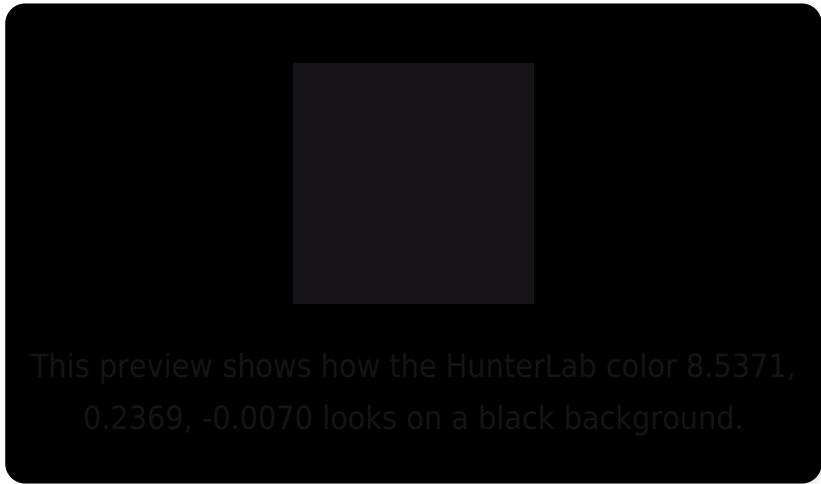 This preview shows how the HunterLab color 8.5371,
0.2369, -0.0070 looks on a black background.